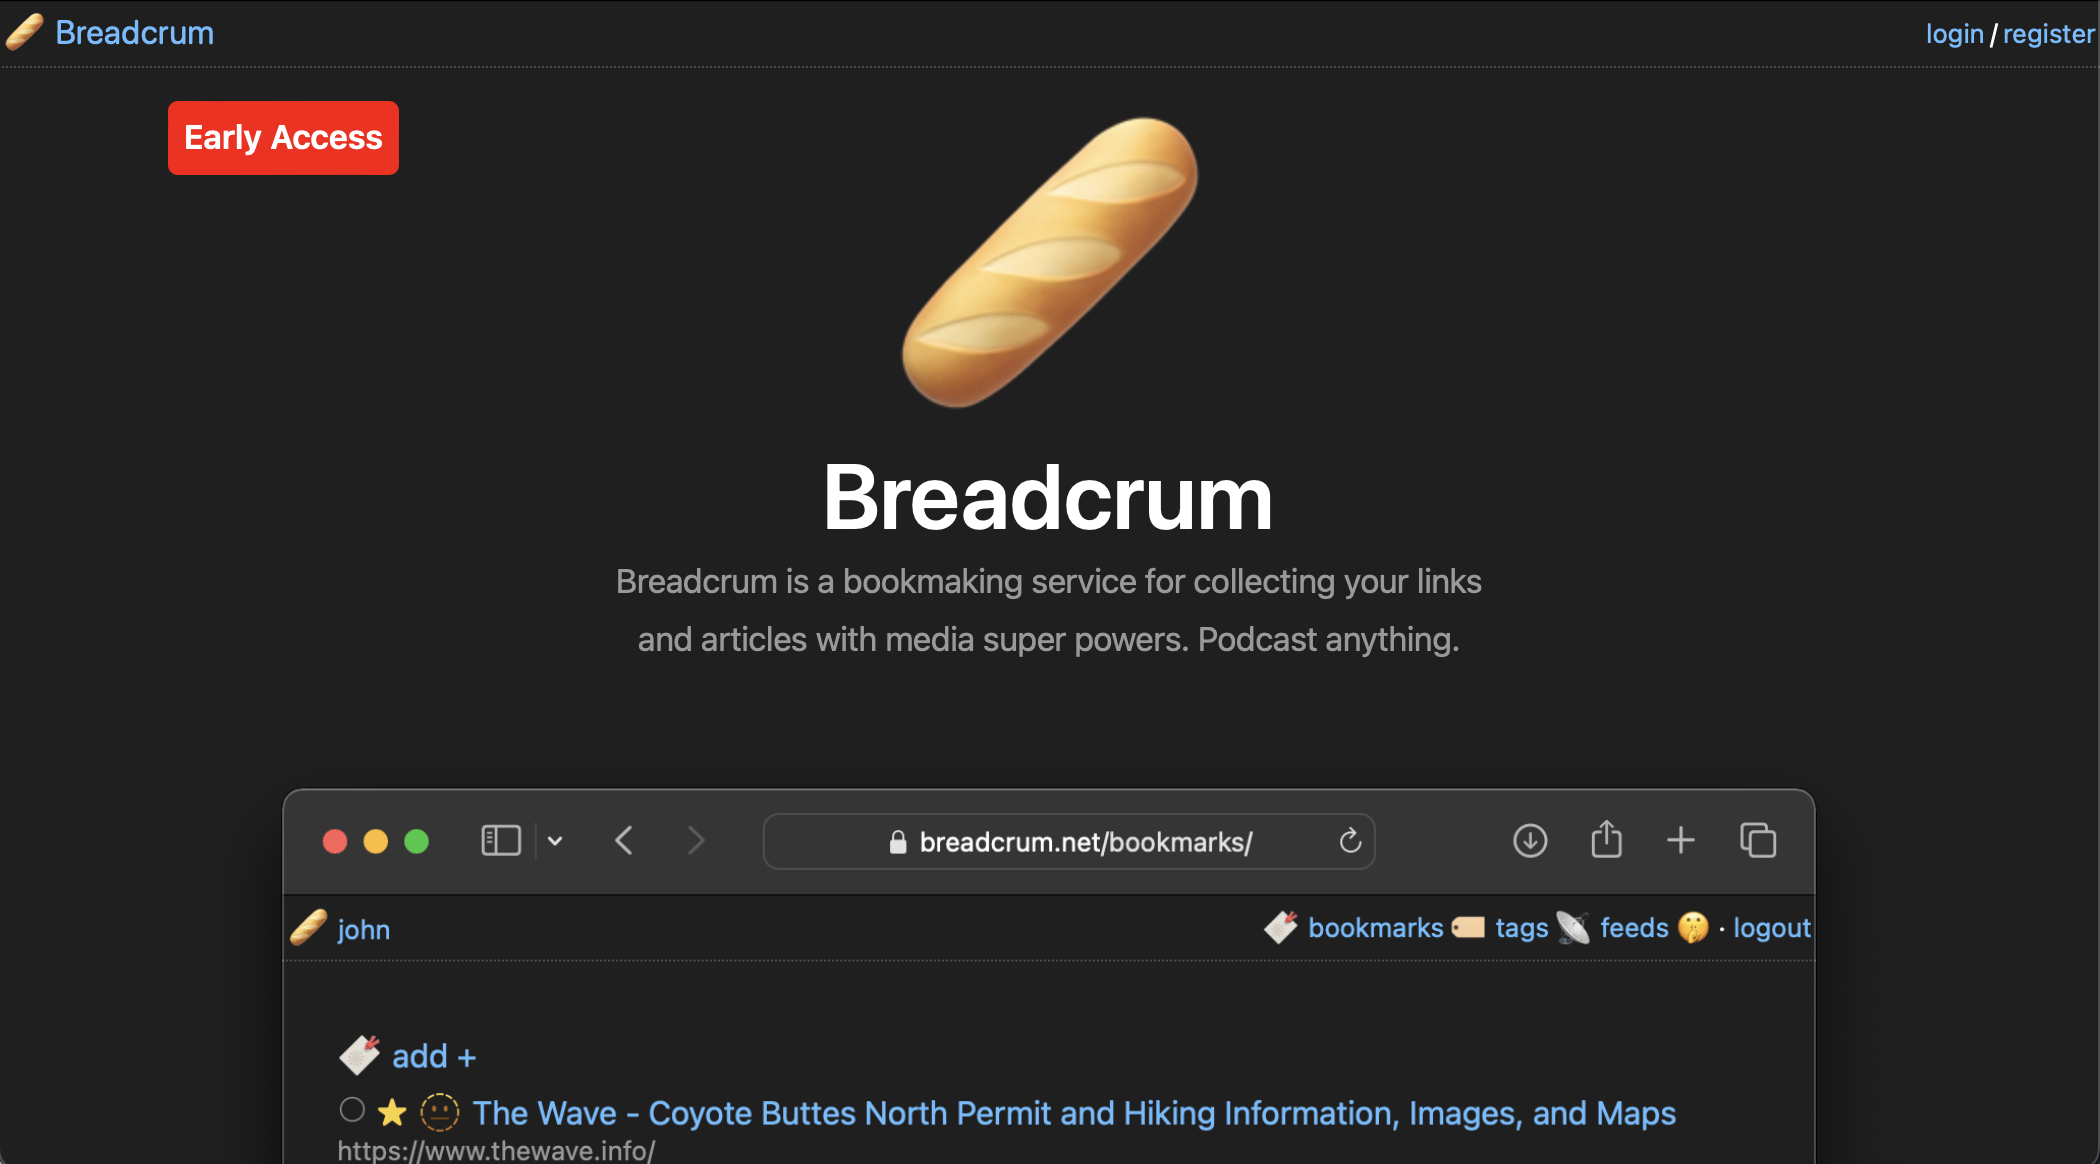 Breadcrum
login / register
Early Access
Breadcrum
Breadcrum is a bookmaking service for collecting your links
and articles with media super powers. Podcast anything.
breadcrum.net/bookmarks/
john
bookmarks tags feeds · logout
add +
The Wave - Coyote Buttes North Permit and Hiking Information, Images, and Maps
https://www.thewave.info/